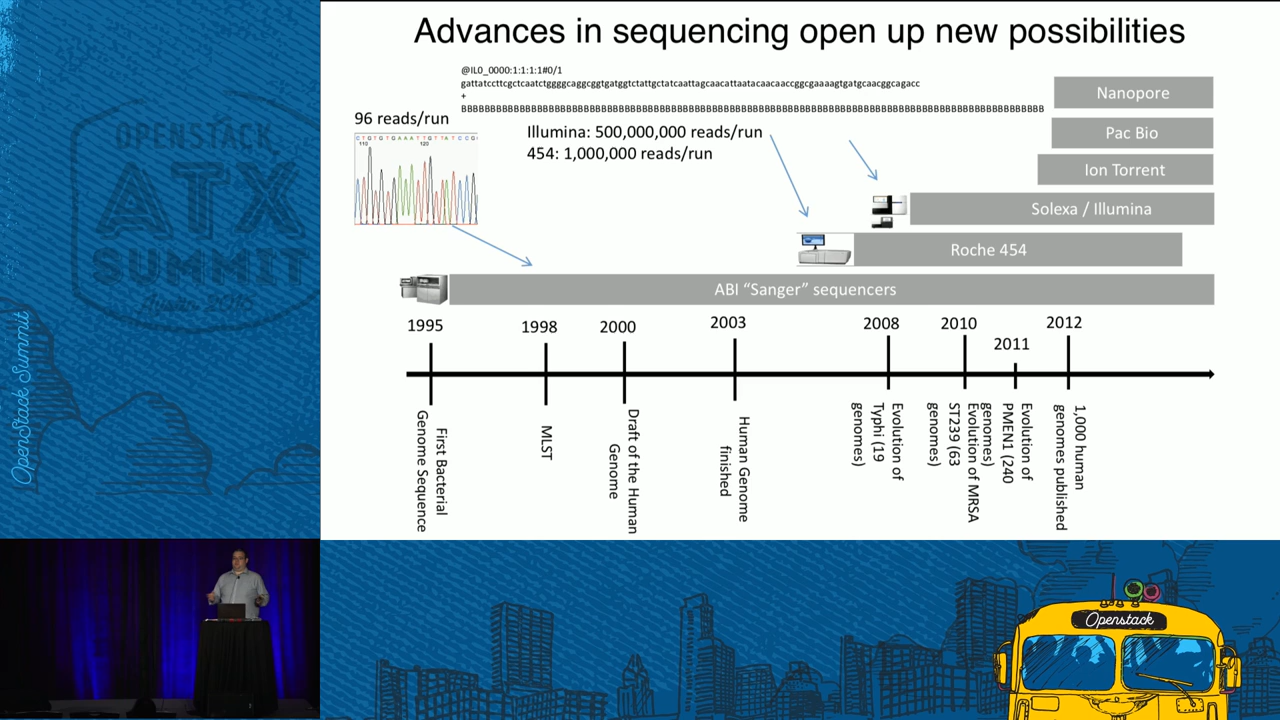 Advances in sequencing open up new possibilities
@IL0_0000:1:1:1:1#0/1
gattatccttcgctcaatctggggcaggcggtgatggtctattgctatcaattagcaacattaatacaacaaccggcgaaaagtgatgcaacggcagacc
+
96 reads/run
C T G T G T G A A A T T G T T A T C C G
110
120
Illumina: 500,000,000 reads/run
454: 1,000,000 reads/run
Nanopore
Pac Bio
Ion Torrent
Solexa / Illumina
Roche 454
ABI “Sanger” sequencers
1995
1998
2000
2003
2008
2010
2011
2012
First Bacterial
Genome Sequence
MLST
Draft of the Human
Genome
Human Genome
finished
Evolution of
Typhi (19
genomes)
Evolution of MRSA
ST239 (63
genomes)
Evolution of
PMEN1 (240
genomes)
1,000 human
genomes published
OPENSTACK
ATX
SUMMIT
OpenStack Summit
Openstack